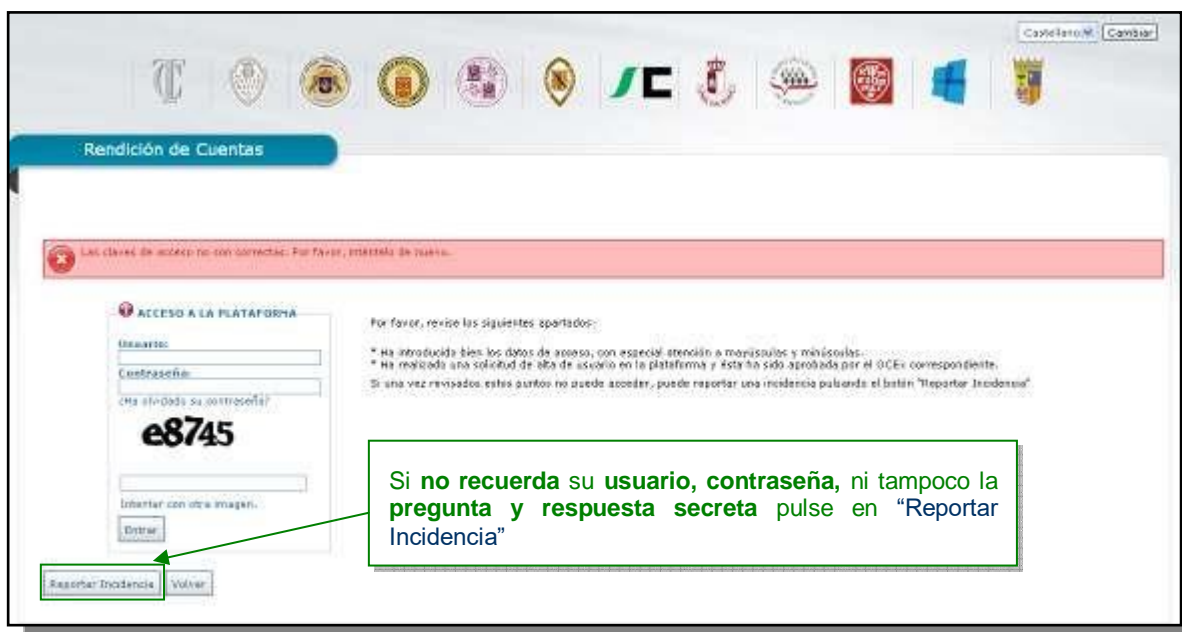 Castellano Cambiar
Rendición de Cuentas
Las claves de acceso no son correctas. Por favor, inténtelo de nuevo.
ACCESO A LA PLATAFORMA
Usuario:
Contraseña:
¿Ha olvidado su contraseña?
e8745
Intentar con otra imagen.
Entrar
Reportar Incidencia Volver
Por favor, revise los siguientes apartados:
* Ha introducido bien los datos de acceso, con especial atención a mayúsculas y minúsculas.
* Ha realizado una solicitud de alta de usuario en la plataforma y ésta ha sido aprobada por el OCEx correspondiente.
Si una vez revisados estos puntos no puede acceder, puede reportar una incidencia pulsando el botón "Reportar Incidencia"
Si no recuerda su usuario, contraseña, ni tampoco la
pregunta y respuesta secreta pulse en “Reportar
Incidencia”